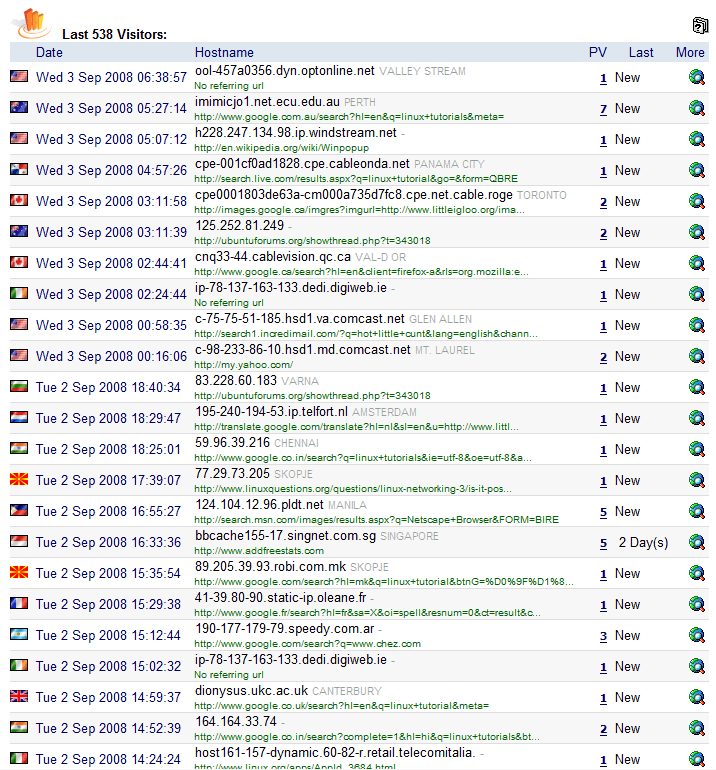 Last 538 Visitors:
Date Hostname PV Last More
Wed 3 Sep 2008 06:38:57 ool-457a0356.dyn.optonline.net VALLEY STREAM 1 New
No referring url
Wed 3 Sep 2008 05:27:14 imimicjo1.net.ecu.edu.au PERTH 7 New
http://www.google.com.au/search?hl=en&q=linux+tutorials&meta=
Wed 3 Sep 2008 05:07:12 h228.247.134.98.ip.windstream.net - 1 New
http://en.wikipedia.org/wiki/Winpopup
Wed 3 Sep 2008 04:57:26 cpe-001cf0ad1828.cpe.cableonda.net PANAMA CITY 1 New
http://search.live.com/results.aspx?q=linux+tutorial&go=&form=QBRE
Wed 3 Sep 2008 03:11:58 cpe0001803de63a-cm000a735d7fc8.cpe.net.cable.roge TORONTO 2 New
http://images.google.ca/imgres?imgurl=http://www.littleigloo.org/ima...
Wed 3 Sep 2008 03:11:39 125.252.81.249 - 2 New
http://ubuntuforums.org/showthread.php?t=343018
Wed 3 Sep 2008 02:44:41 cnq33-44.cablevision.qc.ca VAL-D OR 1 New
http://www.google.ca/search?hl=en&client=firefox-a&rls=org.mozilla:e...
Wed 3 Sep 2008 02:24:44 ip-78-137-163-133.dedi.digiweb.ie - 1 New
No referring url
Wed 3 Sep 2008 00:58:35 c-75-75-51-185.hsd1.va.comcast.net GLEN ALLEN 1 New
http://search1.incredimail.com/?q=hot+little+cunt&lang=english&chann...
Wed 3 Sep 2008 00:16:06 c-98-233-86-10.hsd1.md.comcast.net MT. LAUREL 2 New
http://my.yahoo.com/
Tue 2 Sep 2008 18:40:34 83.228.60.183 VARNA 1 New
http://ubuntuforums.org/showthread.php?t=343018
Tue 2 Sep 2008 18:29:47 195-240-194-53.ip.telfort.nl AMSTERDAM 1 New
http://translate.google.com/translate?hl=nl&sl=en&u=http://www.littl...
Tue 2 Sep 2008 18:25:01 59.96.39.216 CHENNAI 1 New
http://www.google.co.in/search?q=linux+tutorials&ie=utf-8&oe=utf-8&a...
Tue 2 Sep 2008 17:39:07 77.29.73.205 SKOPJE 1 New
http://www.linuxquestions.org/questions/linux-networking-3/is-it-pos...
Tue 2 Sep 2008 16:55:27 124.104.12.96.pldt.net MANILA 5 New
http://search.msn.com/images/results.aspx?q=Netscape+Browser&FORM=BIRE
Tue 2 Sep 2008 16:33:36 bbcache155-17.singnet.com.sg SINGAPORE 5 2 Day(s)
http://www.addfreestats.com
Tue 2 Sep 2008 15:35:54 89.205.39.93.robi.com.mk SKOPJE 1 New
http://www.google.com/search?hl=mk&q=linux+tutorial&btnG=%D0%9F%D1%8...
Tue 2 Sep 2008 15:29:38 41-39.80-90.static-ip.oleane.fr - 1 New
http://www.google.fr/search?hl=fr&sa=X&oi=spell&resnum=0&ct=result&c...
Tue 2 Sep 2008 15:12:44 190-177-179-79.speedy.com.ar - 3 New
http://www.google.com/search?q=www.chez.com
Tue 2 Sep 2008 15:02:32 ip-78-137-163-133.dedi.digiweb.ie - 1 New
No referring url
Tue 2 Sep 2008 14:59:37 dionysus.ukc.ac.uk CANTERBURY 1 New
http://www.google.co.uk/search?hl=en&q=linux+tutorial&meta=
Tue 2 Sep 2008 14:52:39 164.164.33.74 - 2 New
http://www.google.co.in/search?complete=1&hl=hi&q=linux+tutorials&bt...
Tue 2 Sep 2008 14:24:24 host161-157-dynamic.60-82-r.retail.telecomitalia. - 1 New
http://www.linux.org/apps/AppId_3684.html